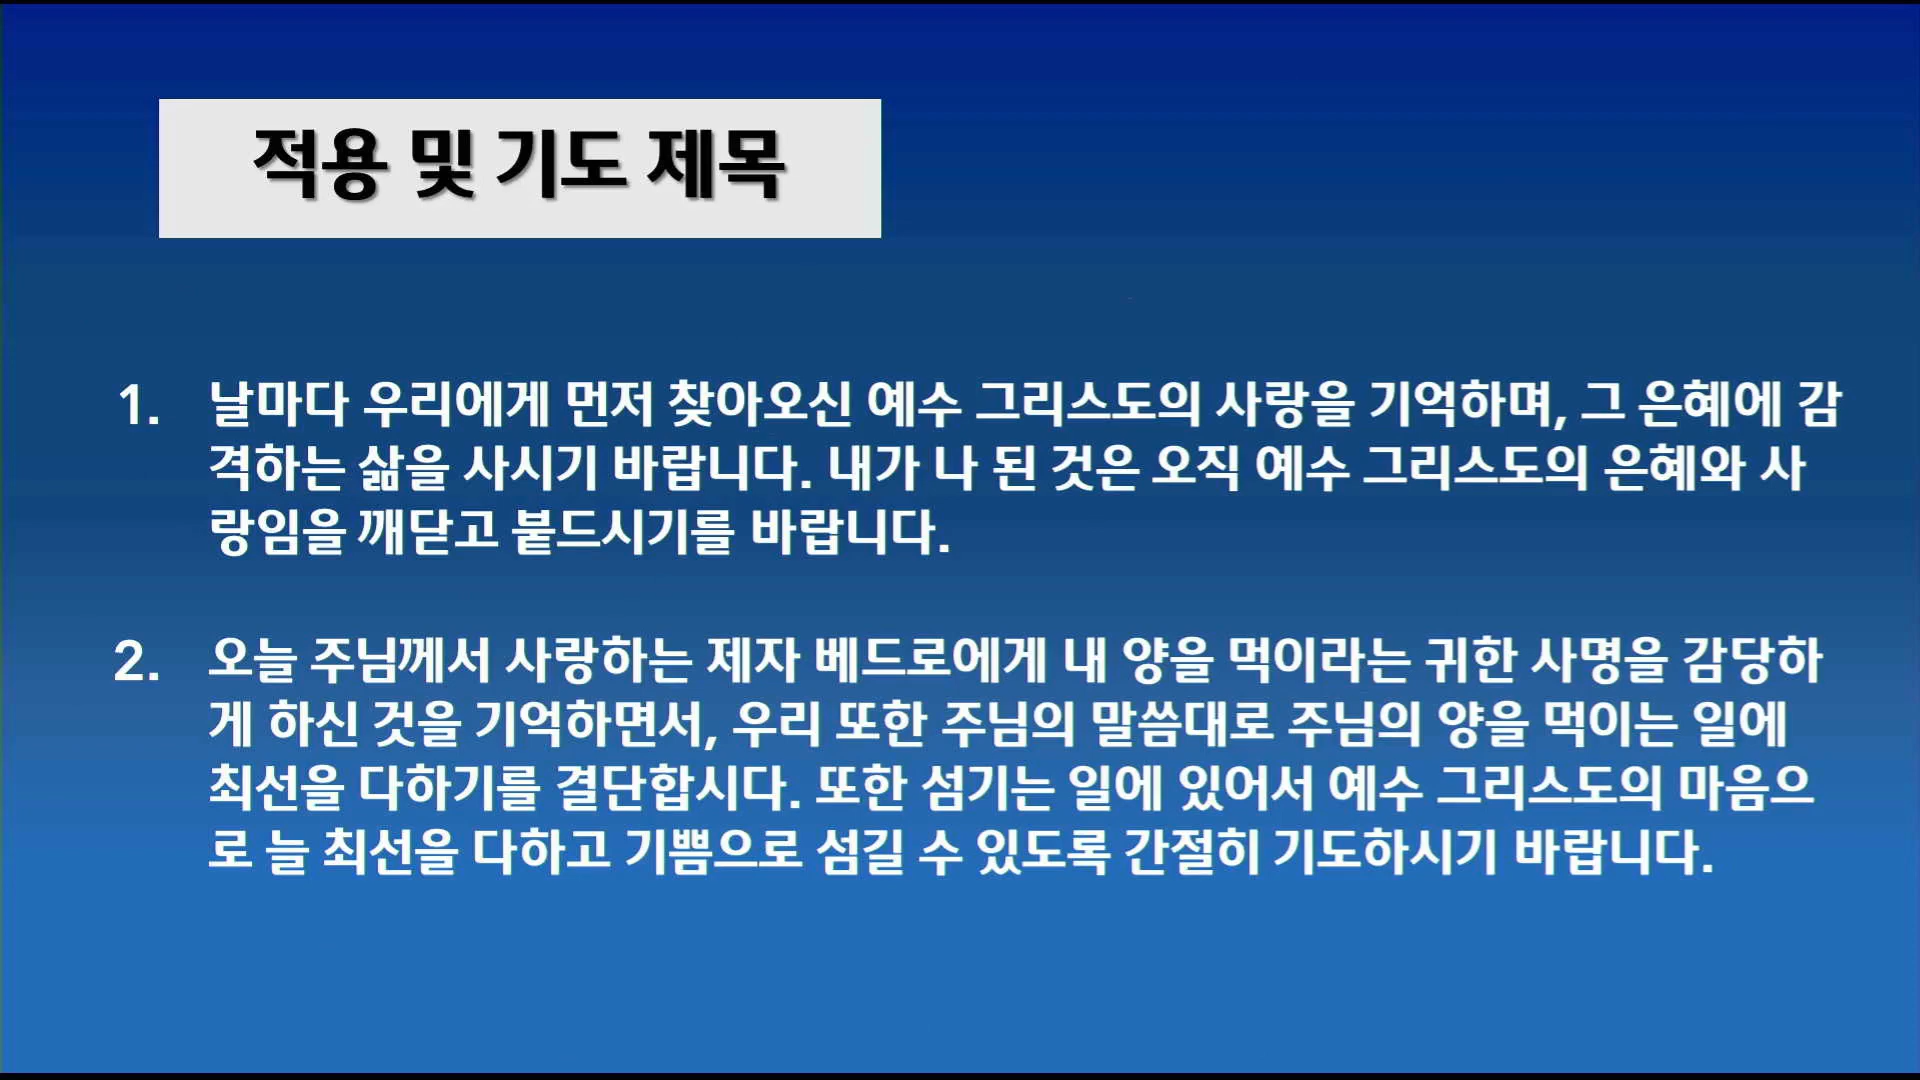 적용 및 기도 제목
1. 날마다 우리에게 먼저 찾아오신 예수 그리스도의 사랑을 기억하며, 그 은혜에 감
격하는 삶을 사시기 바랍니다. 내가 나 된 것은 오직 예수 그리스도의 은혜와 사
랑임을 깨닫고 붙드시기를 바랍니다.
2. 오늘 주님께서 사랑하는 제자 베드로에게 내 양을 먹이라는 귀한 사명을 감당하
게 하신 것을 기억하면서, 우리 또한 주님의 말씀대로 주님의 양을 먹이는 일에
최선을 다하기를 결단합시다. 또한 섬기는 일에 있어서 예수 그리스도의 마음으
로 늘 최선을 다하고 기쁨으로 섬길 수 있도록 간절히 기도하시기 바랍니다.